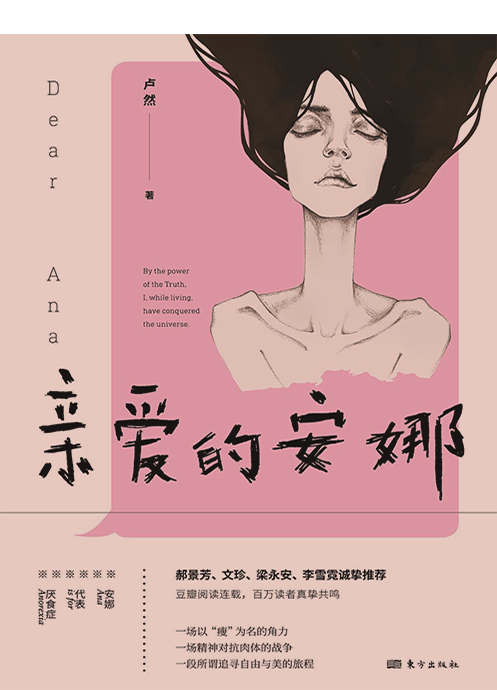 Dear Ana
卢然
著
By the power
of the Truth,
I, while living,
have conquered
the universe.
亲爱的安娜
※※※※※※
安娜
Ana
代表
is for
厌食症
Anorexia
郝景芳、文珍、梁永安、李雪霓诚挚推荐
豆瓣阅读连载，百万读者真挚共鸣
一场以“瘦”为名的角力
一场精神对抗肉体的战争
一段所谓追寻自由与美的旅程
东方出版社